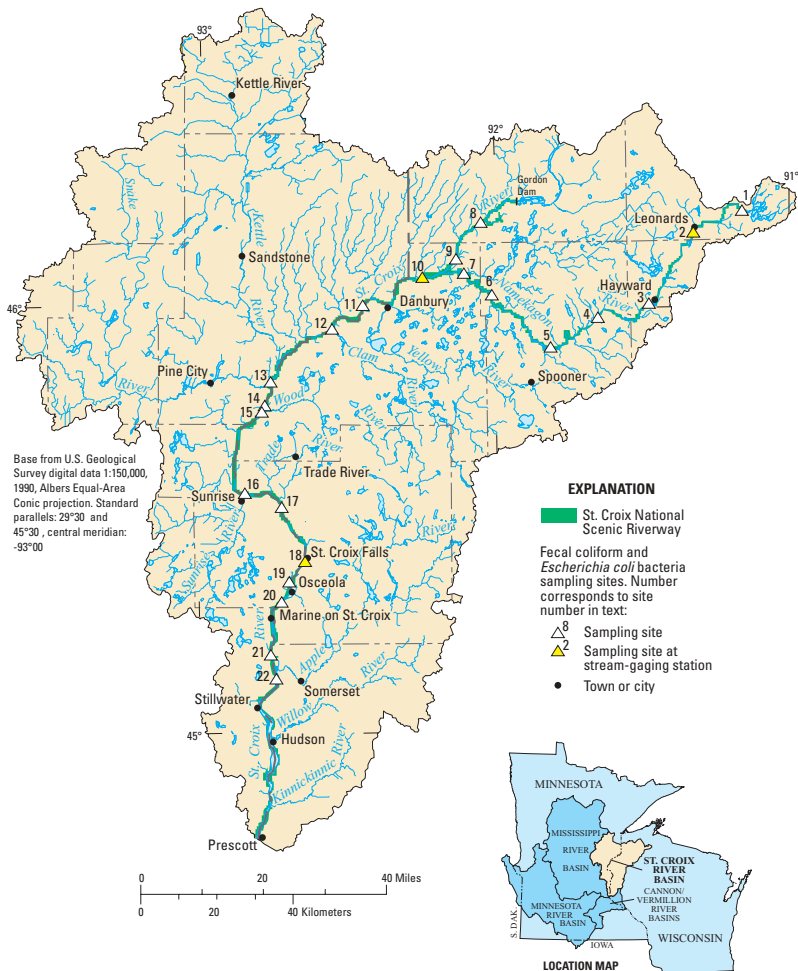 93°
Kettle River
92°
Gordon
Dam
91°
1
River
8
Snake
Kettle
Leonards
2
Sandstone
9
7
10
St. Croix
6
Namekagon
Hayward
3
46°
11
Danbury
River
4
River
12
5
Clam
Yellow
River
Spooner
Pine City
River
13
14
Wood
15
River
River
Trade
River
Trade River
Base from U.S. Geological
Survey digital data 1:150,000,
1990, Albers Equal-Area
Conic projection. Standard
parallels: 29°30 and
45°30 , central meridian:
-93°00
16
Sunrise
17
River
Sunrise
River
18
St. Croix Falls
19
Osceola
20
Marine on St. Croix
River
21
Apple
River
22
Somerset
Stillwater
Willow
45°
Hudson
St. Croix
Kinnickinnic River
Prescott
0 20 40 Miles
0 20 40 Kilometers
EXPLANATION
St. Croix National
Scenic Riverway
Fecal coliform and
Escherichia coli bacteria
sampling sites. Number
corresponds to site
number in text:
8 Sampling site
2 Sampling site at
stream-gaging station
Town or city
MINNESOTA
MISSISSIPPI
RIVER
BASIN
ST. CROIX
RIVER
BASIN
CANNON/
VERMILLION
RIVER
BASINS
MINNESOTA
RIVER
BASIN
S. DAK.
IOWA
WISCONSIN
LOCATION MAP